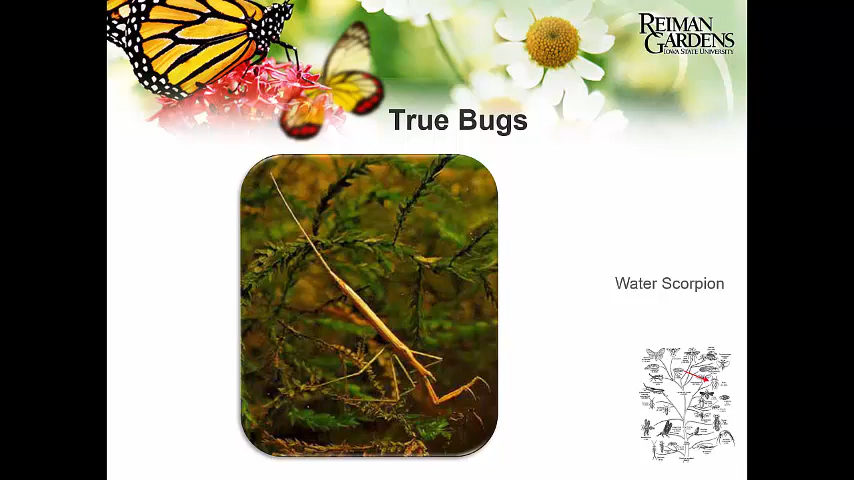 REIMAN
GARDENS
IOWA STATE UNIVERSITY
True Bugs
Water Scorpion